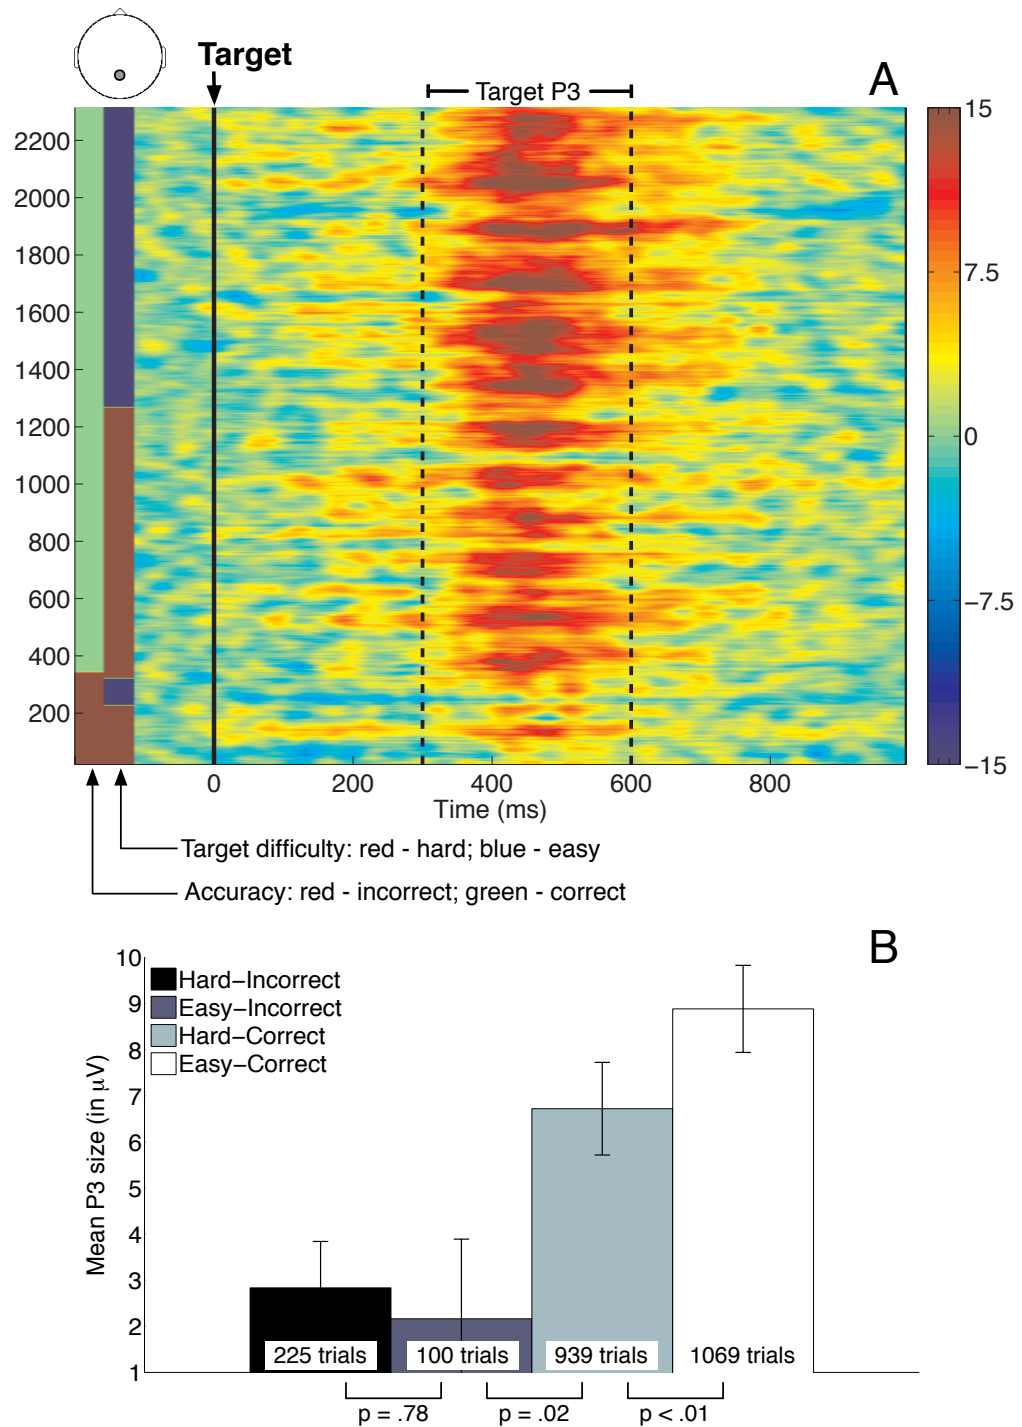 Target
A
Target P3
15
2200
2000
1800
7.5
1600
1400
1200
0
1000
800
600
−7.5
400
200
−15
0
200
400
600
800
Time (ms)
Target difficulty: red - hard; blue - easy
Accuracy: red - incorrect; green - correct
B
10
9
8
7
6
5
4
3
2
1
Mean P3 size (in μV)
Hard−Incorrect
Easy−Incorrect
Hard−Correct
Easy−Correct
225 trials
100 trials
939 trials
1069 trials
p = .78
p = .02
p < .01